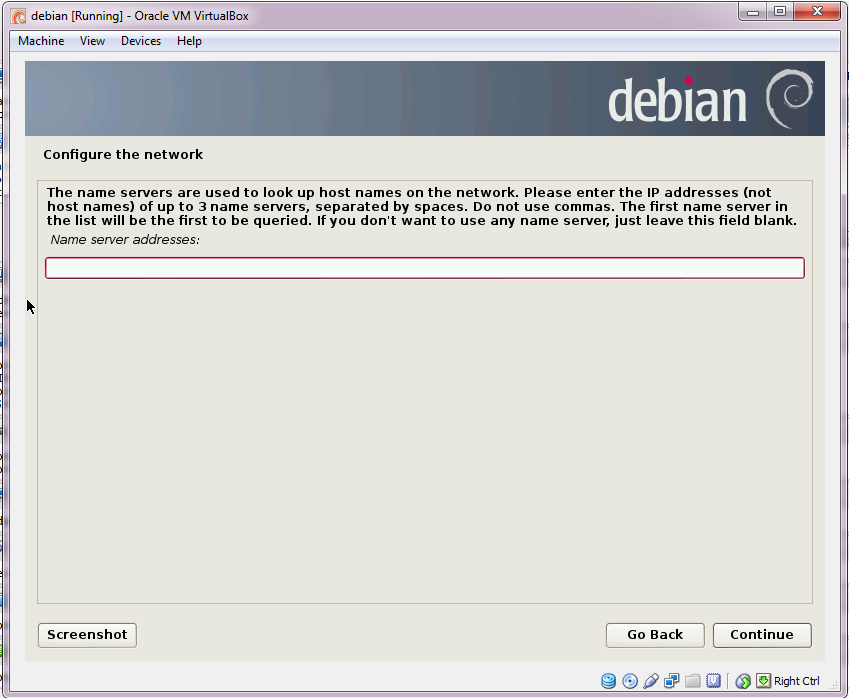 debian [Running] - Oracle VM VirtualBox
Machine View Devices Help
debian
Configure the network
The name servers are used to look up host names on the network. Please enter the IP addresses (not
host names) of up to 3 name servers, separated by spaces. Do not use commas. The first name server in
the list will be the first to be queried. If you don't want to use any name server, just leave this field blank.
Name server addresses:
Screenshot Go Back Continue
Right Ctrl